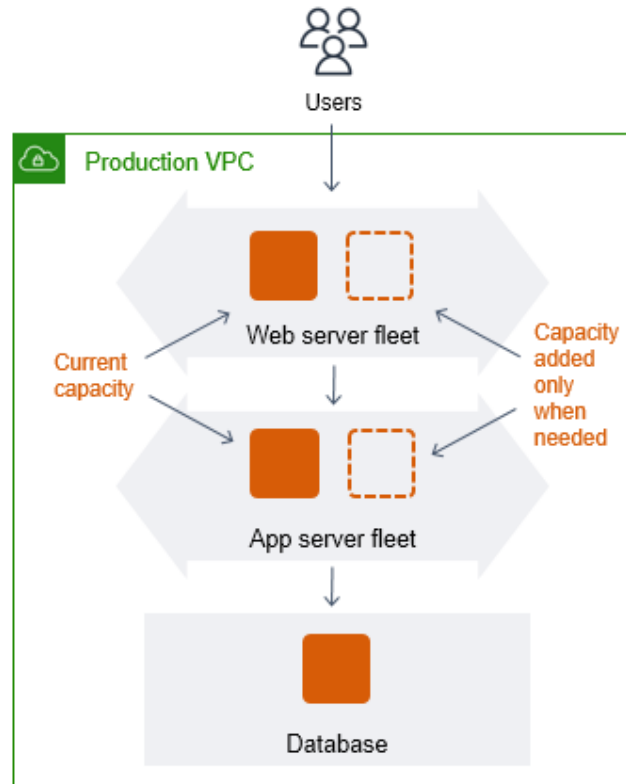 Users
Production VPC
Web server fleet
Current
capacity
Capacity
added
only
when
needed
App server fleet
Database